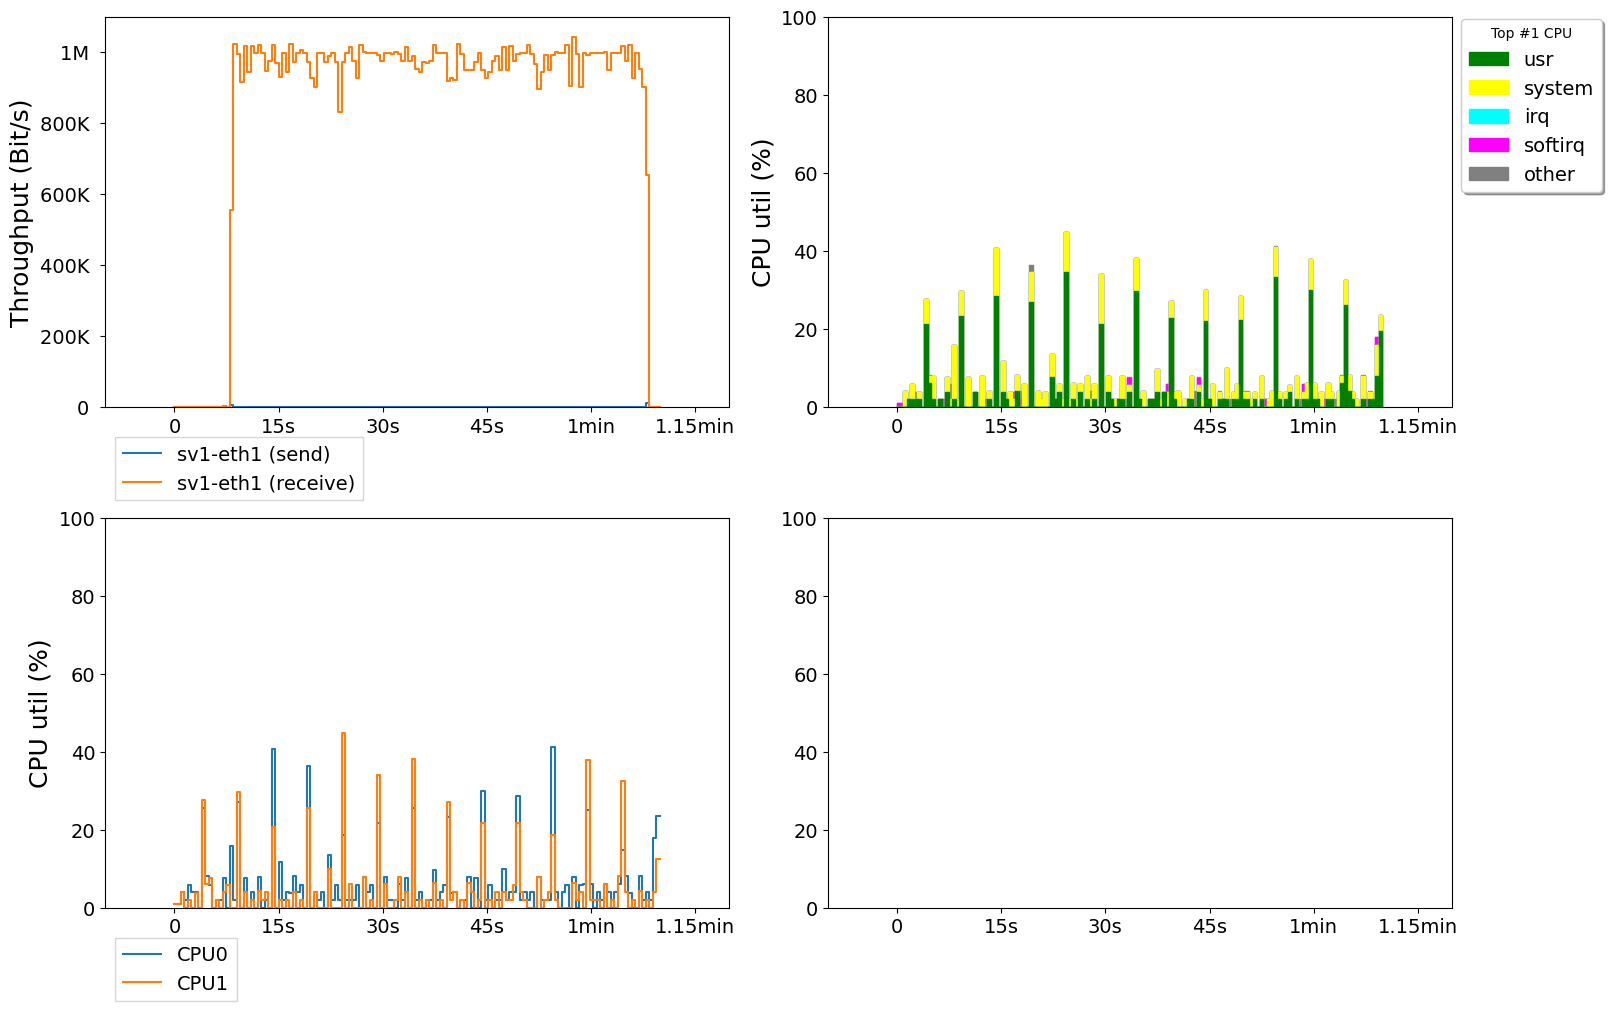 Throughput (Bit/s)
1M
800K
600K
400K
200K
0
0 15s 30s 45s 1min 1.15min
sv1-eth1 (send)
sv1-eth1 (receive)
CPU util (%)
100
80
60
40
20
0
0 15s 30s 45s 1min 1.15min
Top #1 CPU
usr
system
irq
softirq
other
CPU util (%)
100
80
60
40
20
0
0 15s 30s 45s 1min 1.15min
CPU0
CPU1
100
80
60
40
20
0
0 15s 30s 45s 1min 1.15min